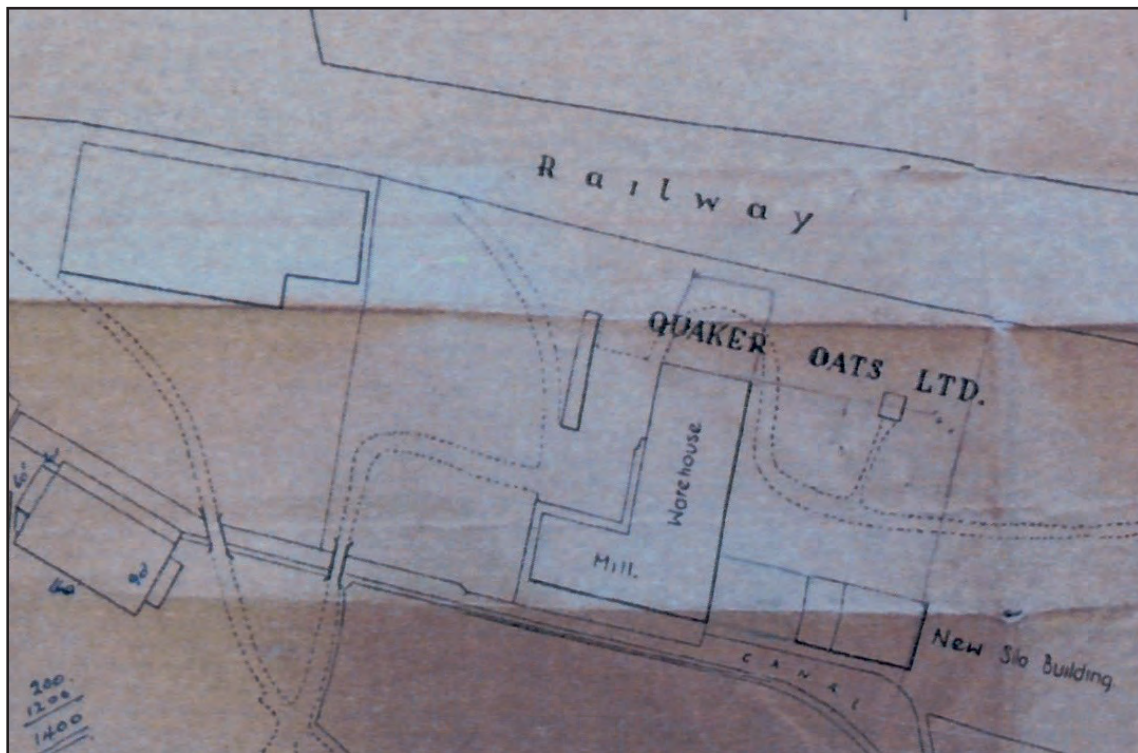 Railway
QUAKER OATS LTD.
Warehouse
Mill.
New Silo Building.
CANAL
200.
1200
1400